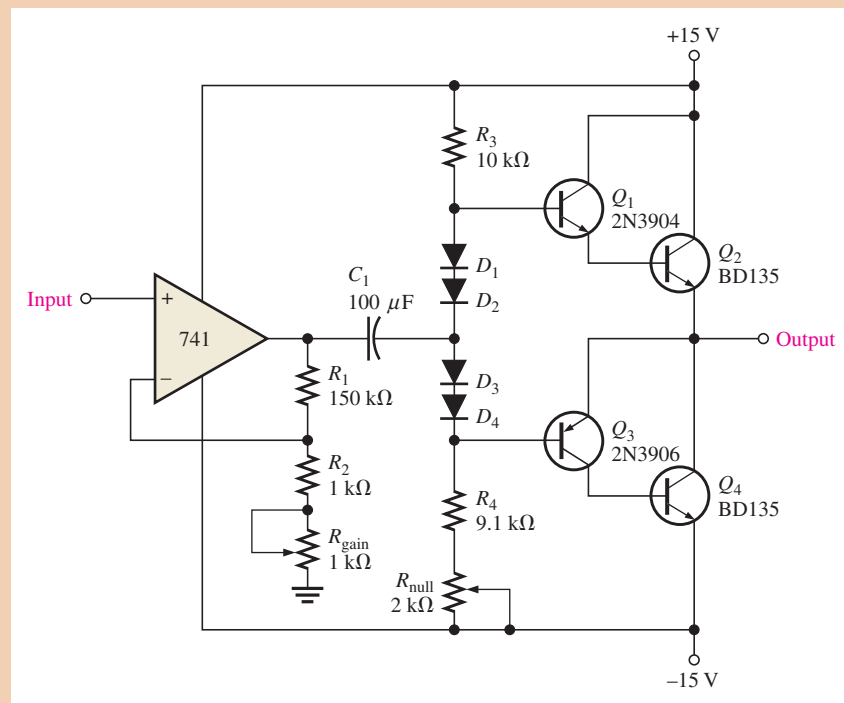 +15 V
R3
10 kΩ
Q1
2N3904
D1
Q2
BD135
C1
100 μF
D2
Input
+
741
–
Output
R1
150 kΩ
D3
D4
Q3
2N3906
R2
1 kΩ
Q4
BD135
R4
9.1 kΩ
Rgain
1 kΩ
Rnull
2 kΩ
–15 V